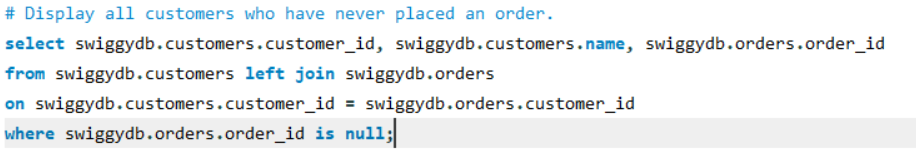 # Display all customers who have never placed an order.
select swiggydb.customers.customer_id, swiggydb.customers.name, swiggydb.orders.order_id
from swiggydb.customers left join swiggydb.orders
on swiggydb.customers.customer_id = swiggydb.orders.customer_id
where swiggydb.orders.order_id is null;